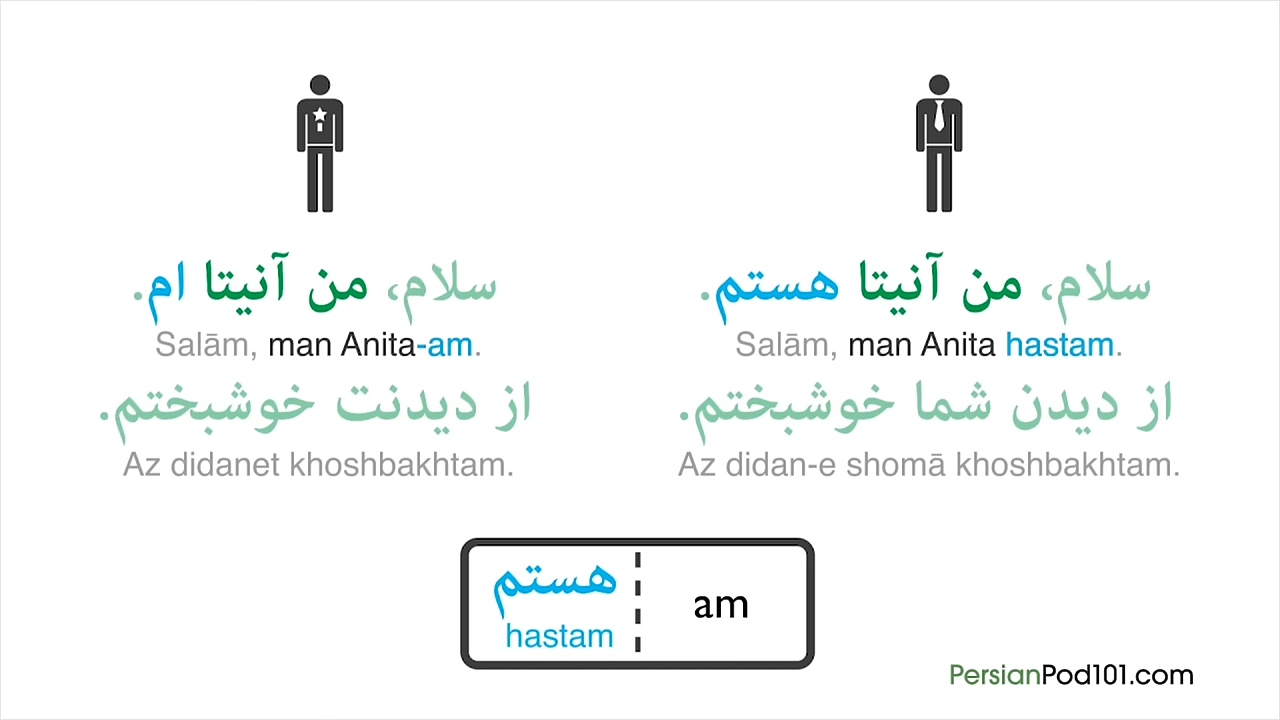 سلام، من آنیتا ام.
Salām, man Anita-am.
از دیدنت خوشبختم.
Az didanet khoshbakhtam.
سلام، من آنیتا هستم.
Salām, man Anita hastam.
از دیدن شما خوشبختم.
Az didan-e shomā khoshbakhtam.
هستم
hastam
am
PersianPod101.com